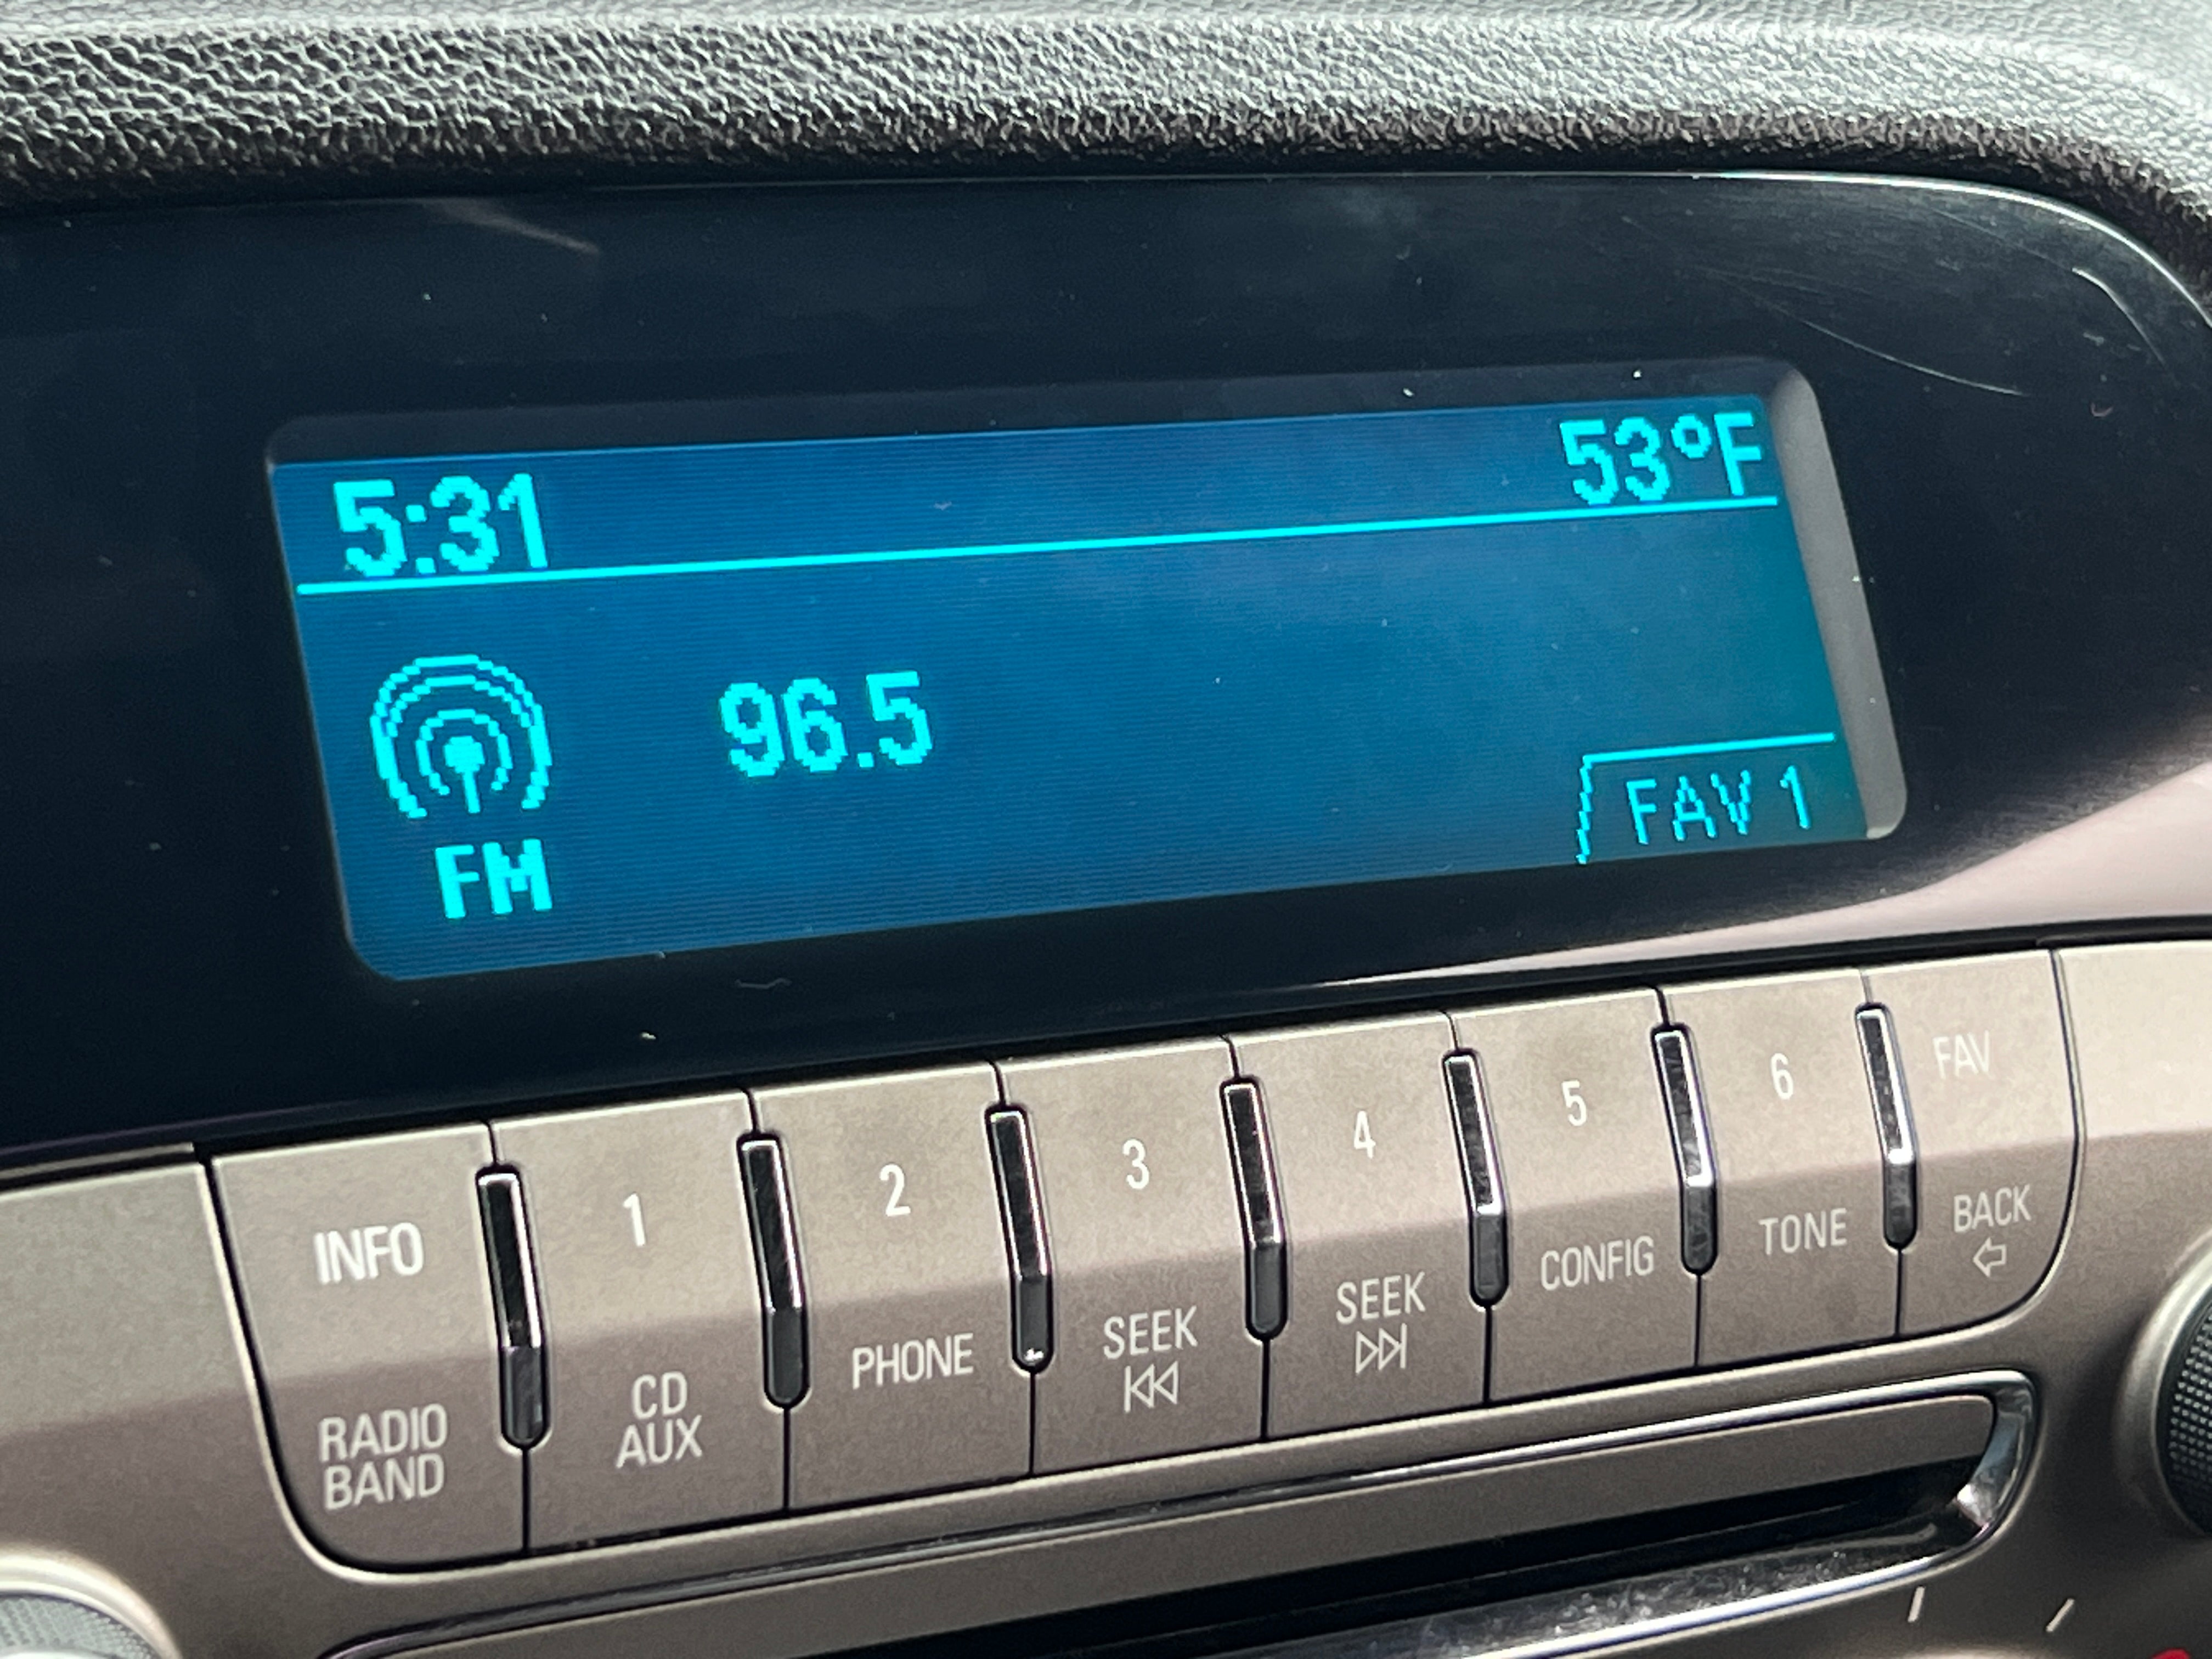 5:31 53°F
96.5
FM
FAV 1
INFO 1 2 3 4 5 6 FAV
RADIO BAND
CD AUX
PHONE
SEEK
SEEK
CONFIG
TONE
BACK